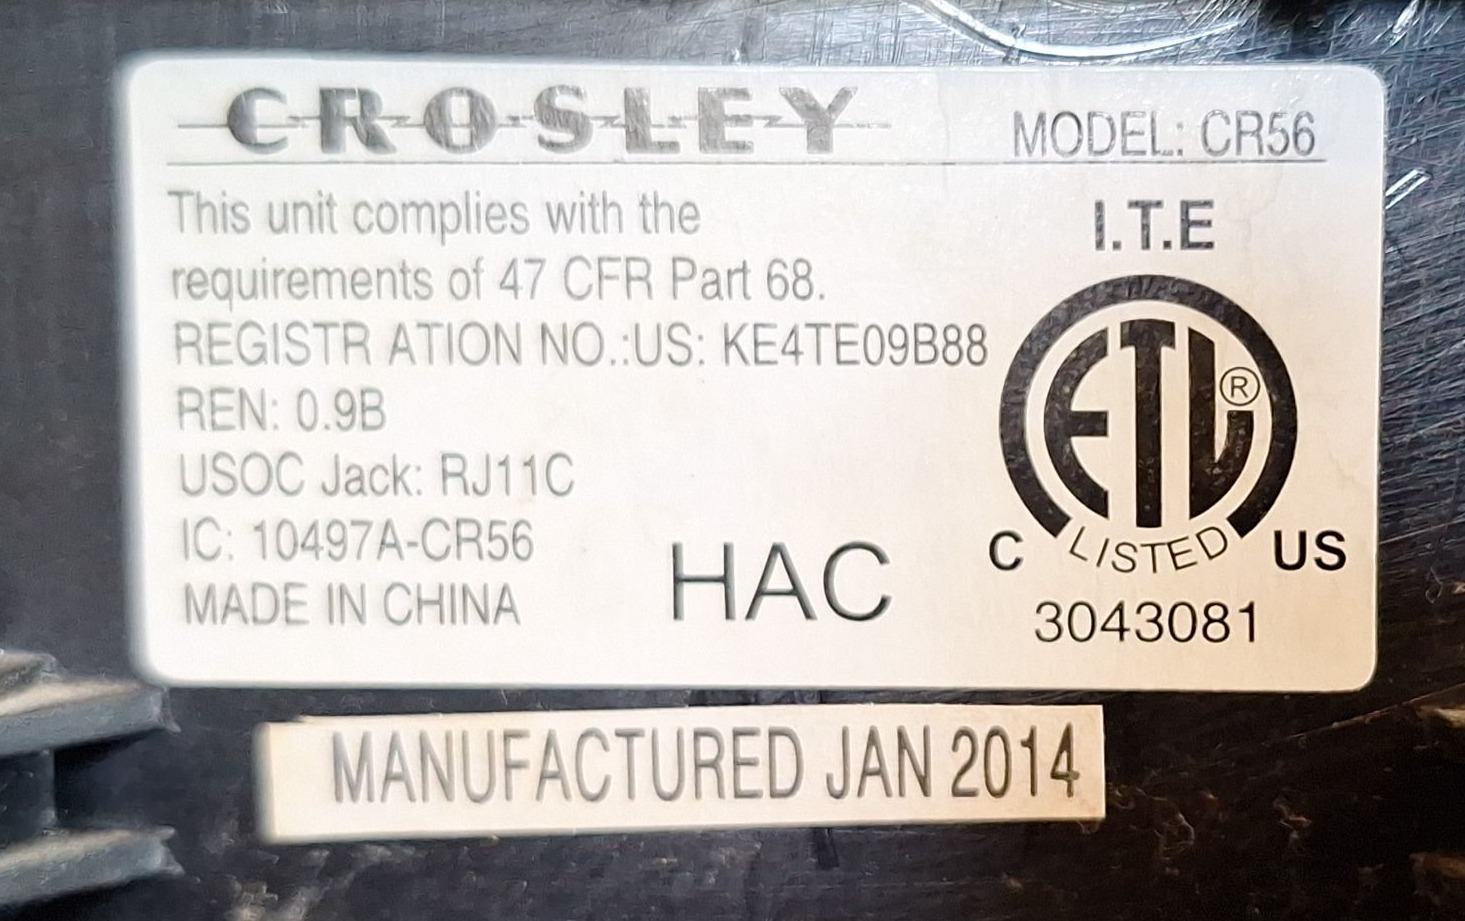 CROSLEY
MODEL: CR56
This unit complies with the
requirements of 47 CFR Part 68.
REGISTR ATION NO.:US: KE4TE09B88
REN: 0.9B
USOC Jack: RJ11C
IC: 10497A-CR56
MADE IN CHINA
HAC
I.T.E
ETL®
LISTED
C US
3043081
MANUFACTURED JAN 2014